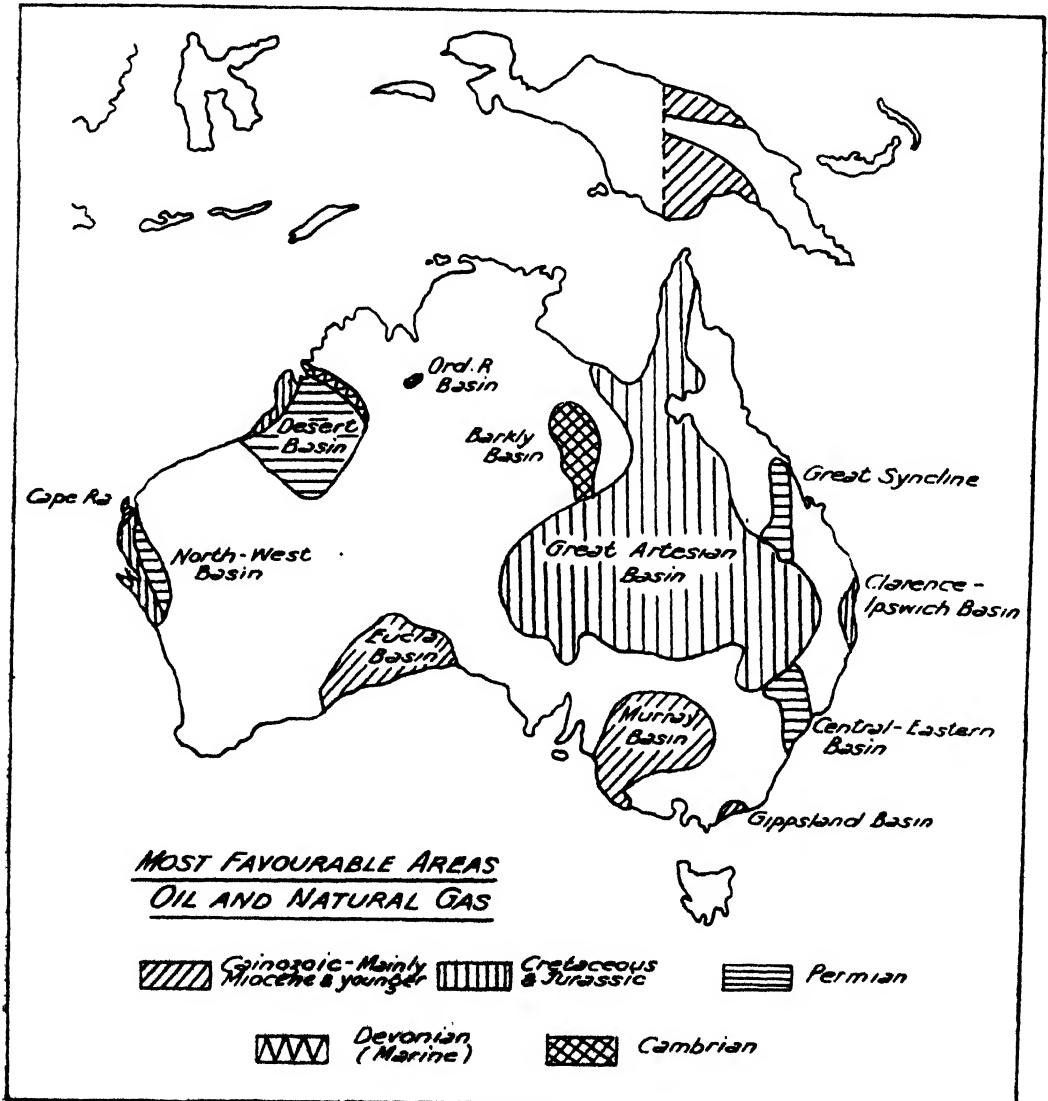 Ord. R
Basin
Desert
Basin
Barkly
Basin
Great Syncline
Cape Ra
North-West
Basin
Great Artesian
Basin
Clarence-
Ipswich Basin
Eucla
Basin
Murray
Basin
Central-Eastern
Basin
Gippsland Basin
MOST FAVOURABLE AREAS
OIL AND NATURAL GAS
Cainozoic-Mainly
Miocene & younger
Cretaceous
& Jurassic
Permian
Devonian
(Marine)
Cambrian